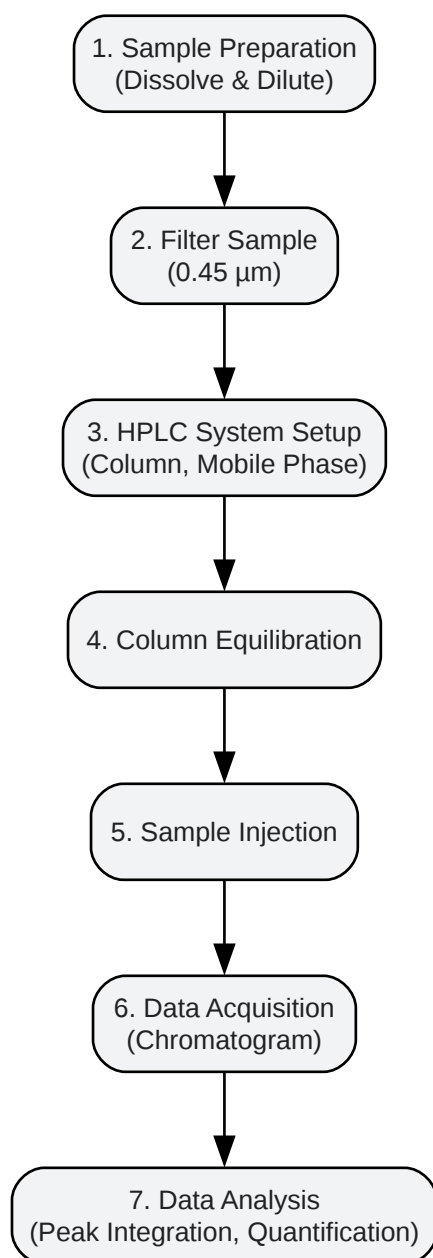 1. Sample Preparation
(Dissolve & Dilute)
2. Filter Sample
(0.45 µm)
3. HPLC System Setup
(Column, Mobile Phase)
4. Column Equilibration
5. Sample Injection
6. Data Acquisition
(Chromatogram)
7. Data Analysis
(Peak Integration, Quantification)